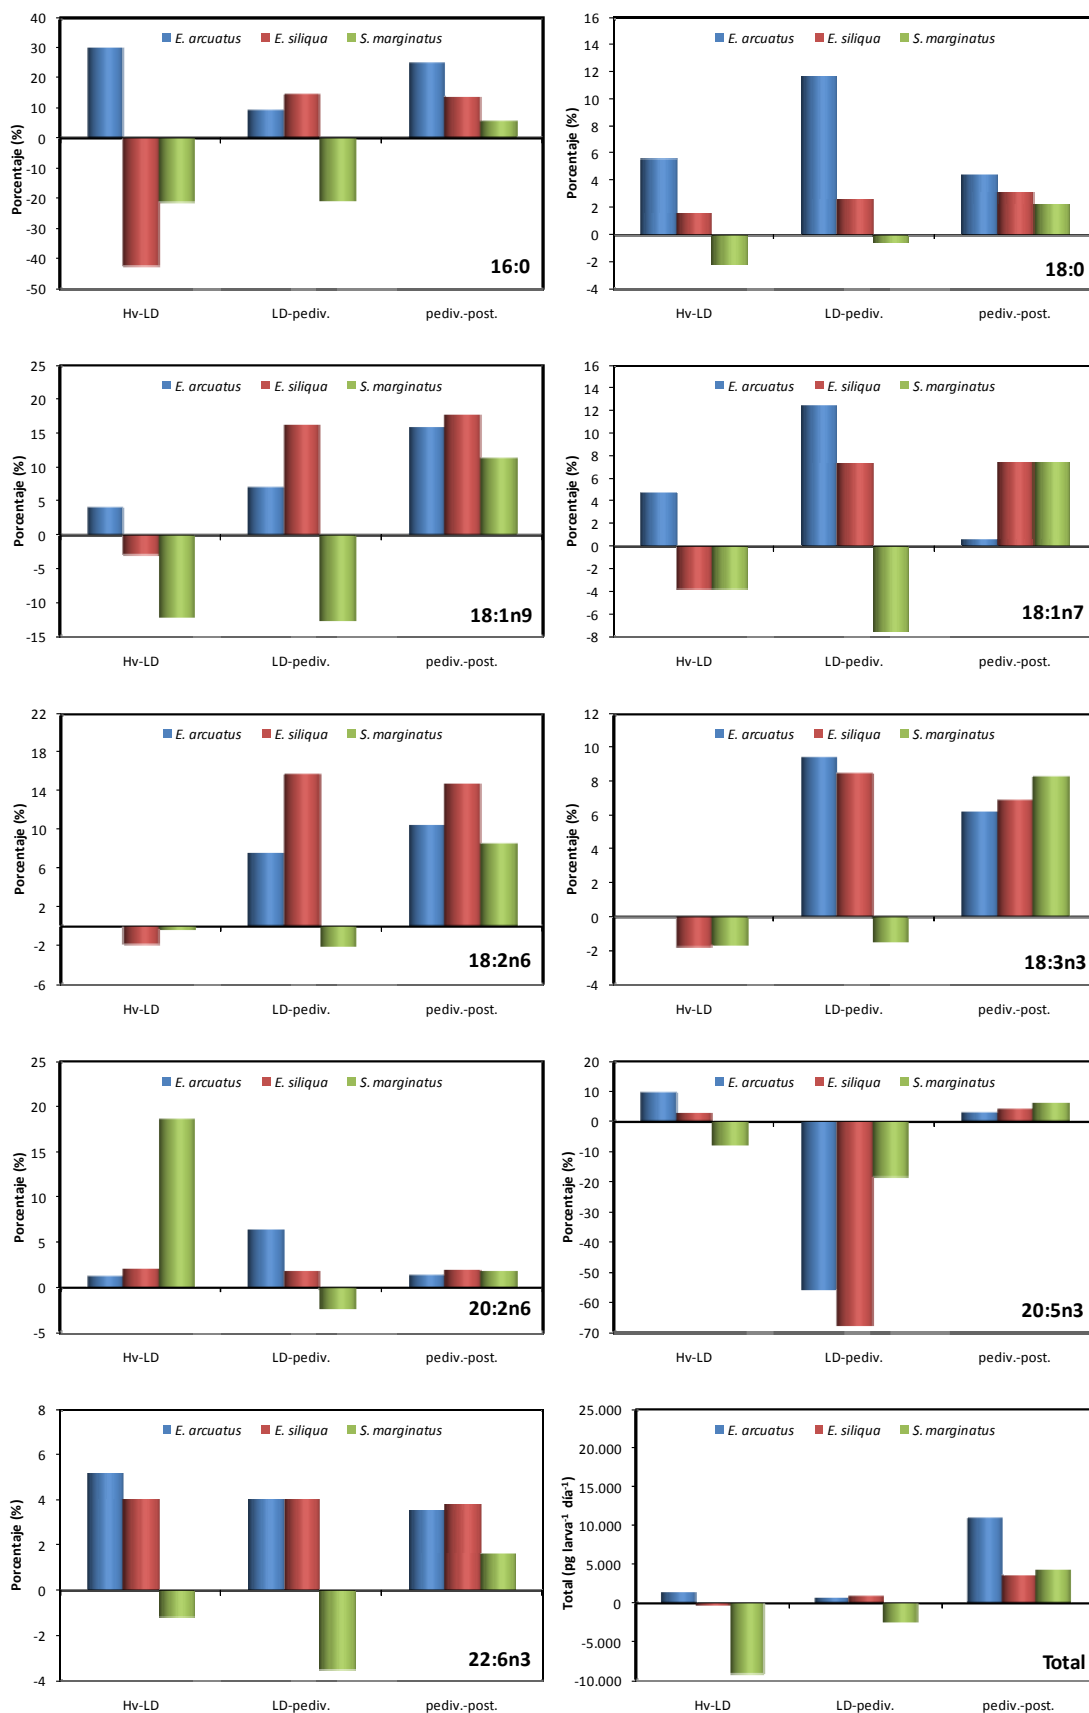 40
30
20
10
0
-10
-20
-30
-40
-50
Porcentaje (%)
E. arcuatus E. siliqua S. marginatus
16:0
Hv-LD LD-pediv. pediv.-post.
16
14
12
10
8
6
4
2
0
-2
-4
Porcentaje (%)
E. arcuatus E. siliqua S. marginatus
18:0
Hv-LD LD-pediv. pediv.-post.
25
20
15
10
5
0
-5
-10
-15
Porcentaje (%)
E. arcuatus E. siliqua S. marginatus
18:1n9
Hv-LD LD-pediv. pediv.-post.
16
14
12
10
8
6
4
2
0
-2
-4
-6
-8
Porcentaje (%)
E. arcuatus E. siliqua S. marginatus
18:1n7
Hv-LD LD-pediv. pediv.-post.
22
18
14
10
6
2
-2
-6
Porcentaje (%)
E. arcuatus E. siliqua S. marginatus
18:2n6
Hv-LD LD-pediv. pediv.-post.
12
10
8
6
4
2
0
-2
-4
Porcentaje (%)
E. arcuatus E. siliqua S. marginatus
18:3n3
Hv-LD LD-pediv. pediv.-post.
25
20
15
10
5
0
-5
Porcentaje (%)
E. arcuatus E. siliqua S. marginatus
20:2n6
Hv-LD LD-pediv. pediv.-post.
20
10
0
-10
-20
-30
-40
-50
-60
-70
Porcentaje (%)
E. arcuatus E. siliqua S. marginatus
20:5n3
Hv-LD LD-pediv. pediv.-post.
8
6
4
2
0
-2
-4
Porcentaje (%)
E. arcuatus E. siliqua S. marginatus
22:6n3
Hv-LD LD-pediv. pediv.-post.
25.000
20.000
15.000
10.000
5.000
0
-5.000
-10.000
Total (pg larva⁻¹ día⁻¹)
E. arcuatus E. siliqua S. marginatus
Total
Hv-LD LD-pediv. pediv.-post.